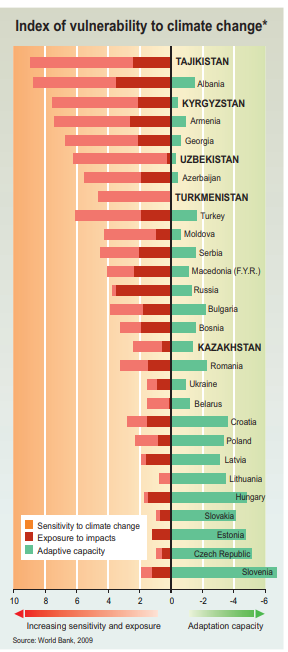 Index of vulnerability to climate change*
TAJIKISTAN
Albania
KYRGYZSTAN
Armenia
Georgia
UZBEKISTAN
Azerbaijan
TURKMENISTAN
Turkey
Moldova
Serbia
Macedonia (F.Y.R.)
Russia
Bulgaria
Bosnia
KAZAKHSTAN
Romania
Ukraine
Belarus
Croatia
Poland
Latvia
Lithuania
Hungary
Slovakia
Estonia
Czech Republic
Slovenia
Sensitivity to climate change
Exposure to impacts
Adaptive capacity
10 8 6 4 2 0 -2 -4 -6
Increasing sensitivity and exposure Adaptation capacity
Source: World Bank, 2009